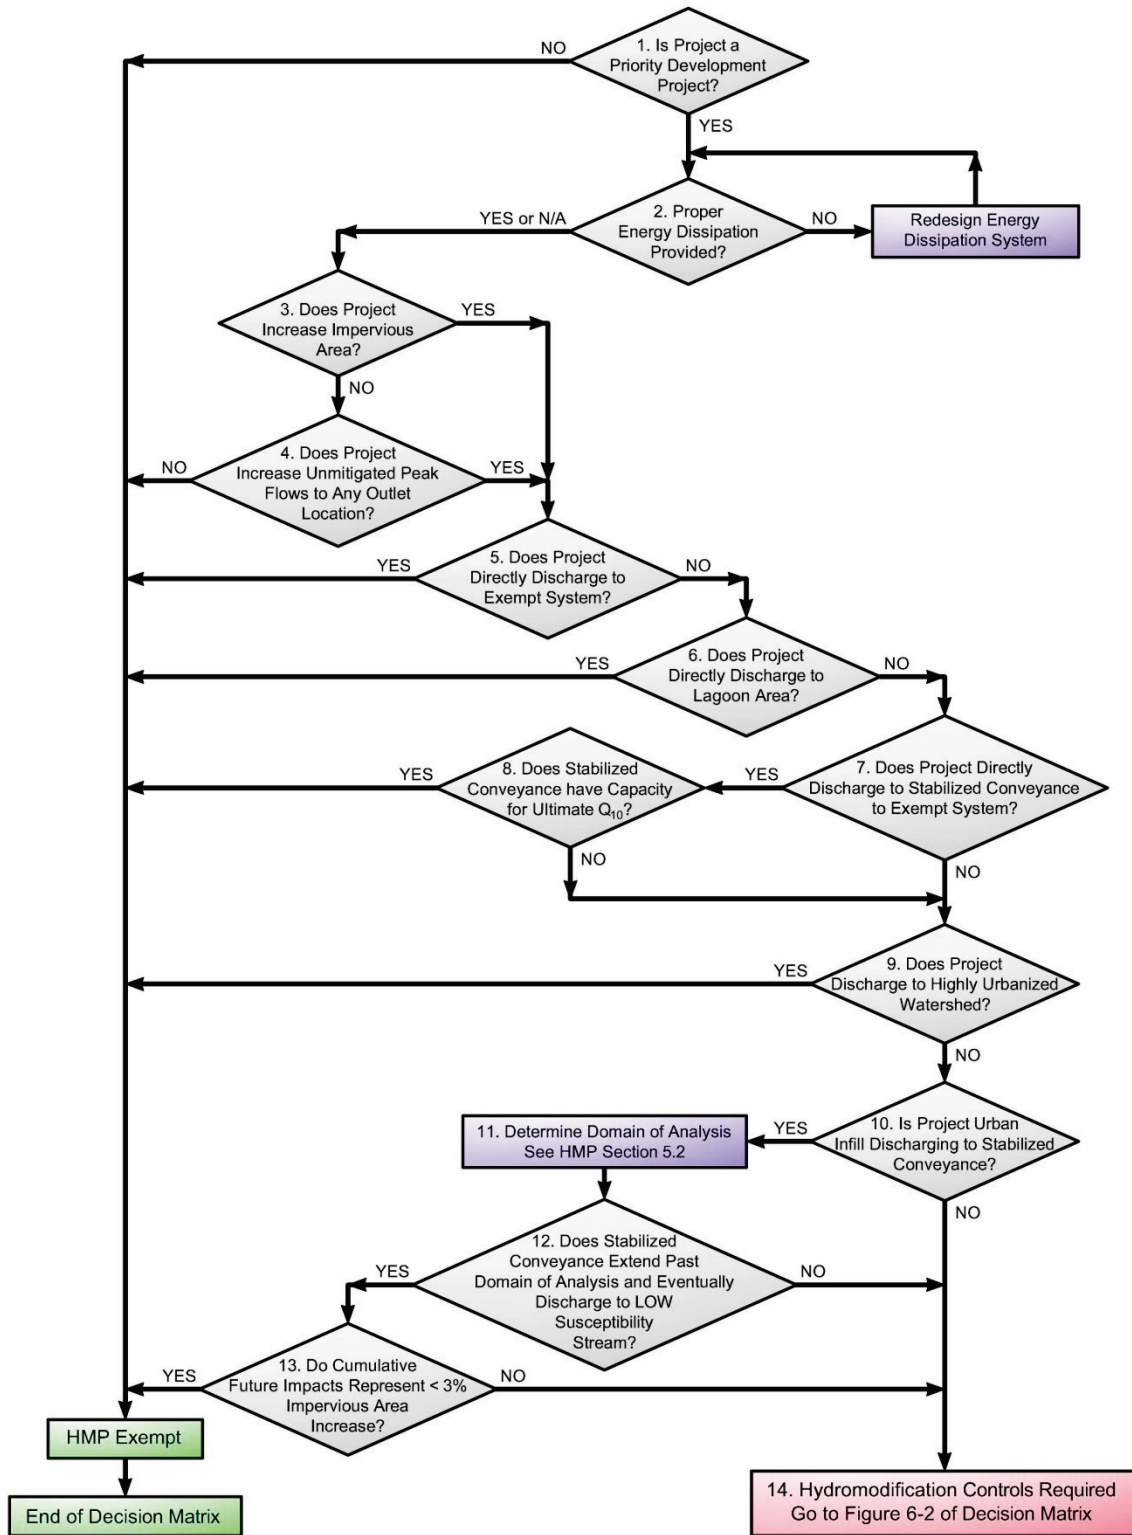 NO
1. Is Project a
Priority Development
Project?
YES
YES or N/A
2. Proper
Energy Dissipation
Provided?
NO
Redesign Energy
Dissipation System
3. Does Project
Increase Impervious
Area?
YES
NO
NO
4. Does Project
Increase Unmitigated Peak
Flows to Any Outlet
Location?
YES
YES
5. Does Project
Directly Discharge to
Exempt System?
NO
YES
6. Does Project
Directly Discharge to
Lagoon Area?
NO
YES
8. Does Stabilized
Conveyance have Capacity
for Ultimate Q10?
YES
7. Does Project Directly
Discharge to Stabilized Conveyance
to Exempt System?
NO
NO
YES
9. Does Project
Discharge to Highly Urbanized
Watershed?
NO
11. Determine Domain of Analysis
See HMP Section 5.2
YES
10. Is Project Urban
Infill Discharging to Stabilized
Conveyance?
NO
YES
12. Does Stabilized
Conveyance Extend Past
Domain of Analysis and Eventually
Discharge to LOW
Susceptibility
Stream?
NO
YES
13. Do Cumulative
Future Impacts Represent < 3%
Impervious Area
Increase?
NO
HMP Exempt
End of Decision Matrix
14. Hydromodification Controls Required
Go to Figure 6-2 of Decision Matrix